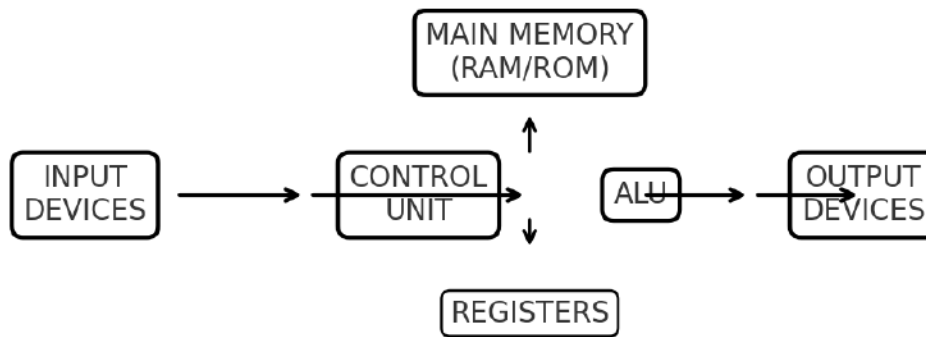 MAIN MEMORY
(RAM/ROM)
INPUT
DEVICES
CONTROL
UNIT
ALU
OUTPUT
DEVICES
REGISTERS